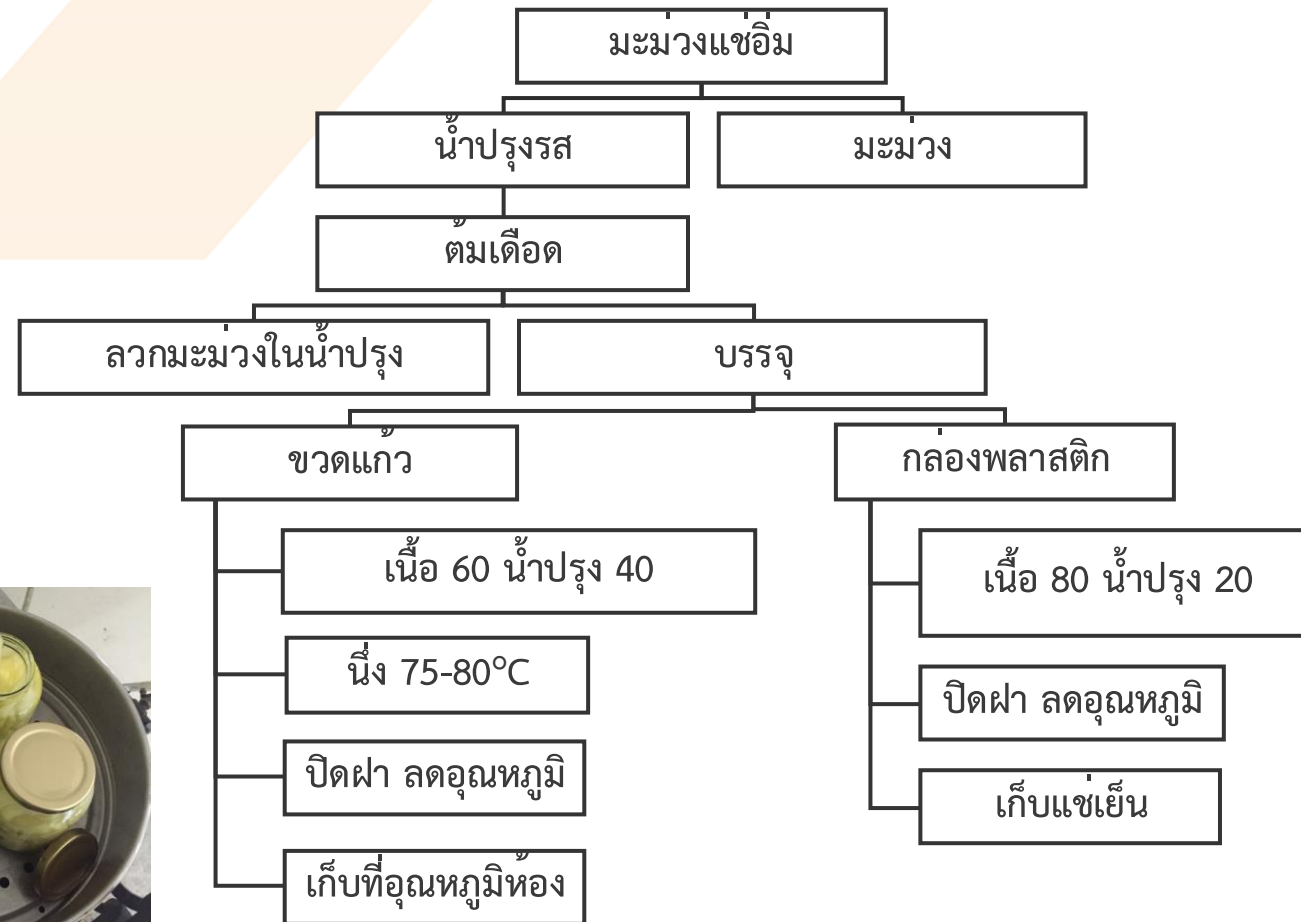 มะม่วงแช่อิ่ม
น้ำปรุงรส
มะม่วง
ต้มเดือด
ลวกมะม่วงในน้ำปรุง
บรรจุ
ขวดแก้ว
กล่องพลาสติก
เนื้อ 60 น้ำปรุง 40
นึ่ง 75-80°C
ปิดฝา ลดอุณหภูมิ
เก็บที่อุณหภูมิห้อง
เนื้อ 80 น้ำปรุง 20
ปิดฝา ลดอุณหภูมิ
เก็บแช่เย็น